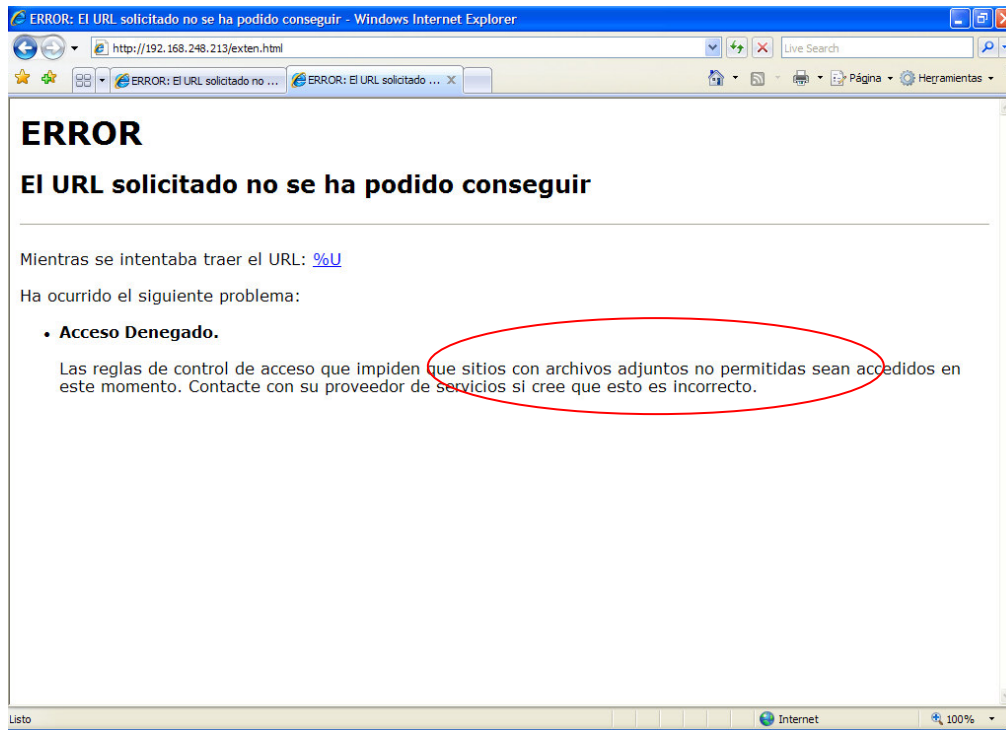 ERROR: El URL solicitado no se ha podido conseguir - Windows Internet Explorer
http://192.168.248.213/exten.html
Live Search
ERROR: El URL solicitado no ...
ERROR: El URL solicitado ...
Página
Herramientas
ERROR
El URL solicitado no se ha podido conseguir
Mientras se intentaba traer el URL: %U
Ha ocurrido el siguiente problema:
• Acceso Denegado.
Las reglas de control de acceso que impiden que sitios con archivos adjuntos no permitidas sean accedidos en
este momento. Contacte con su proveedor de servicios si cree que esto es incorrecto.
Listo
Internet
100%